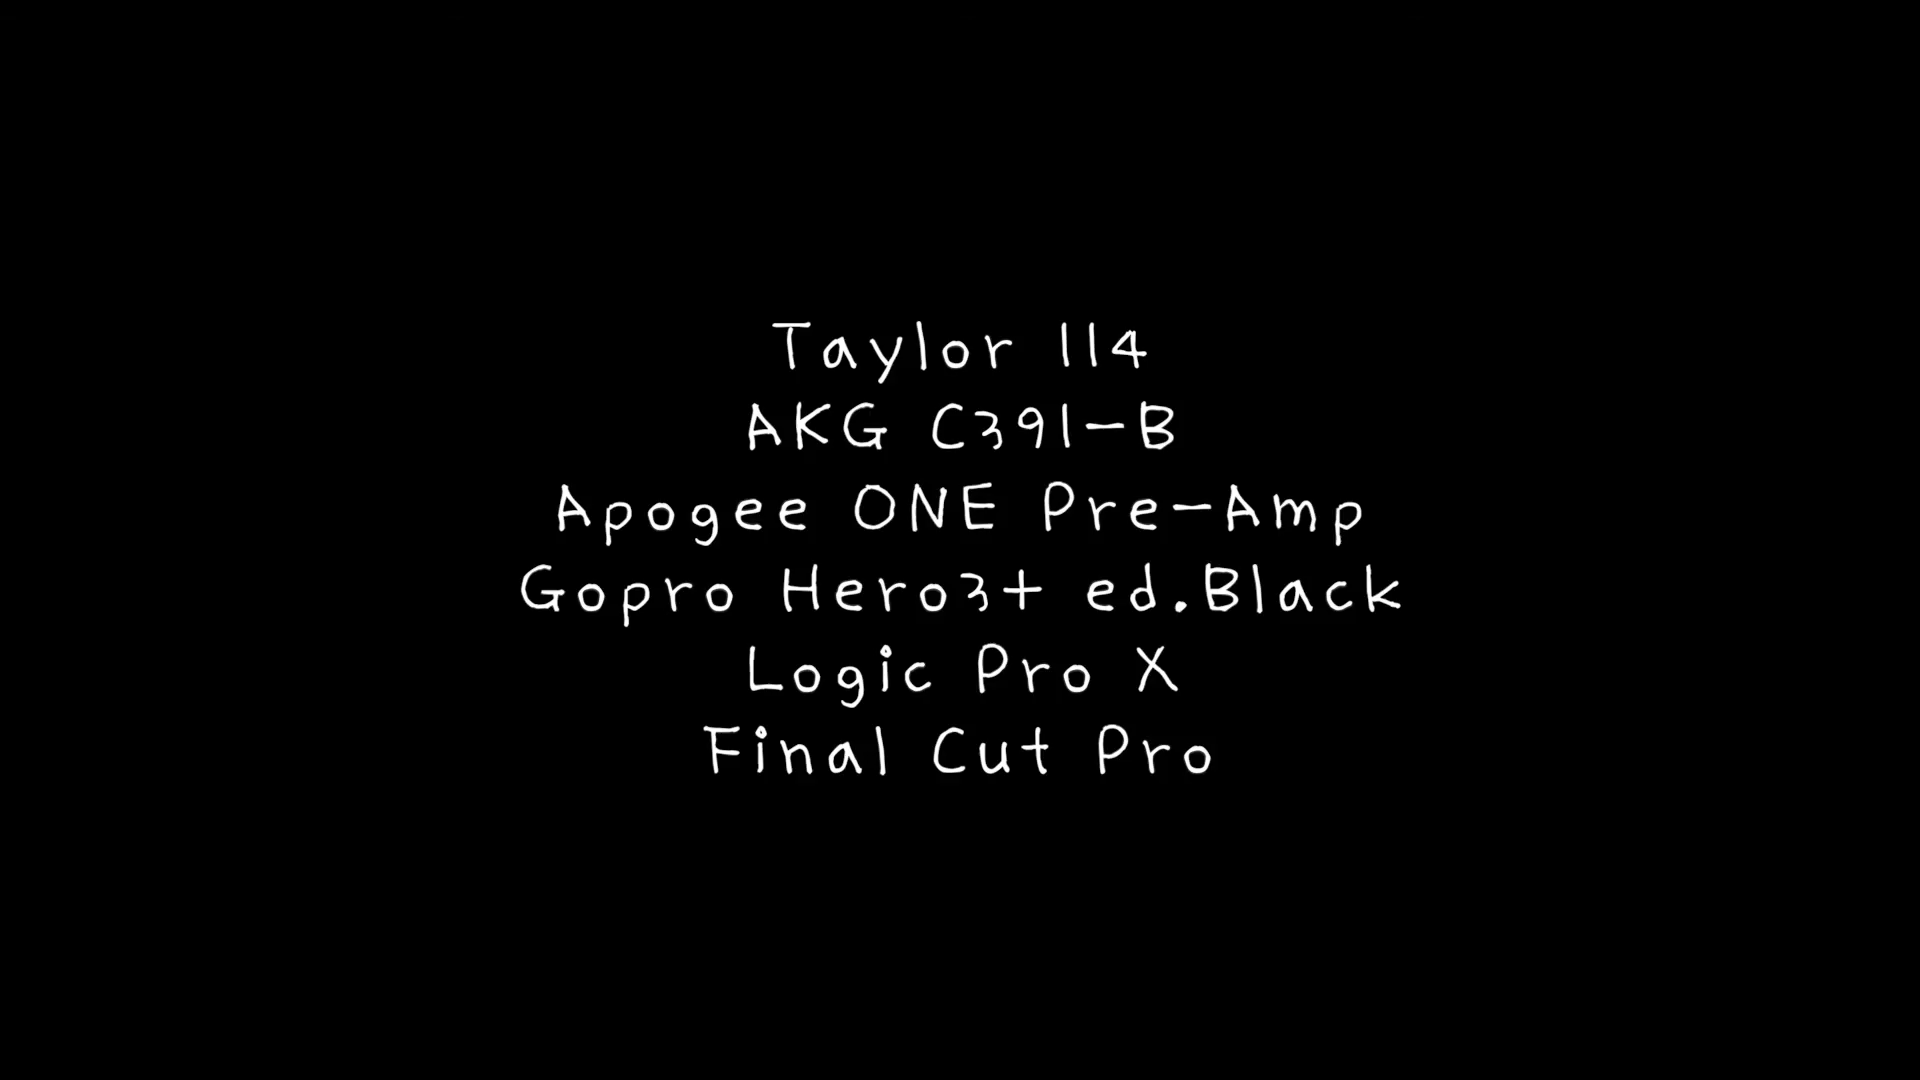 Taylor 114
AKG C391-B
Apogee ONE Pre-Amp
Gopro Hero3+ ed.Black
Logic Pro X
Final Cut Pro